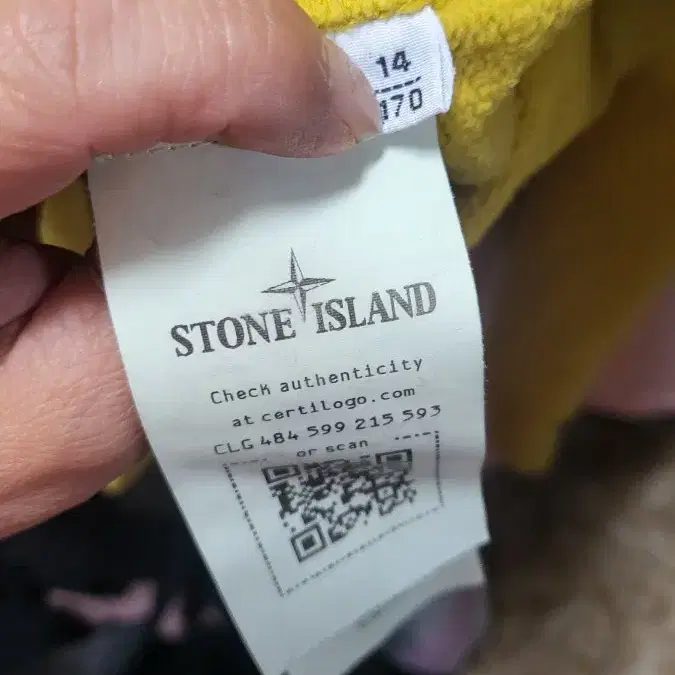 14
170
STONE ISLAND
Check authenticity
at certilogo.com
CLG 484 599 215 593
or scan